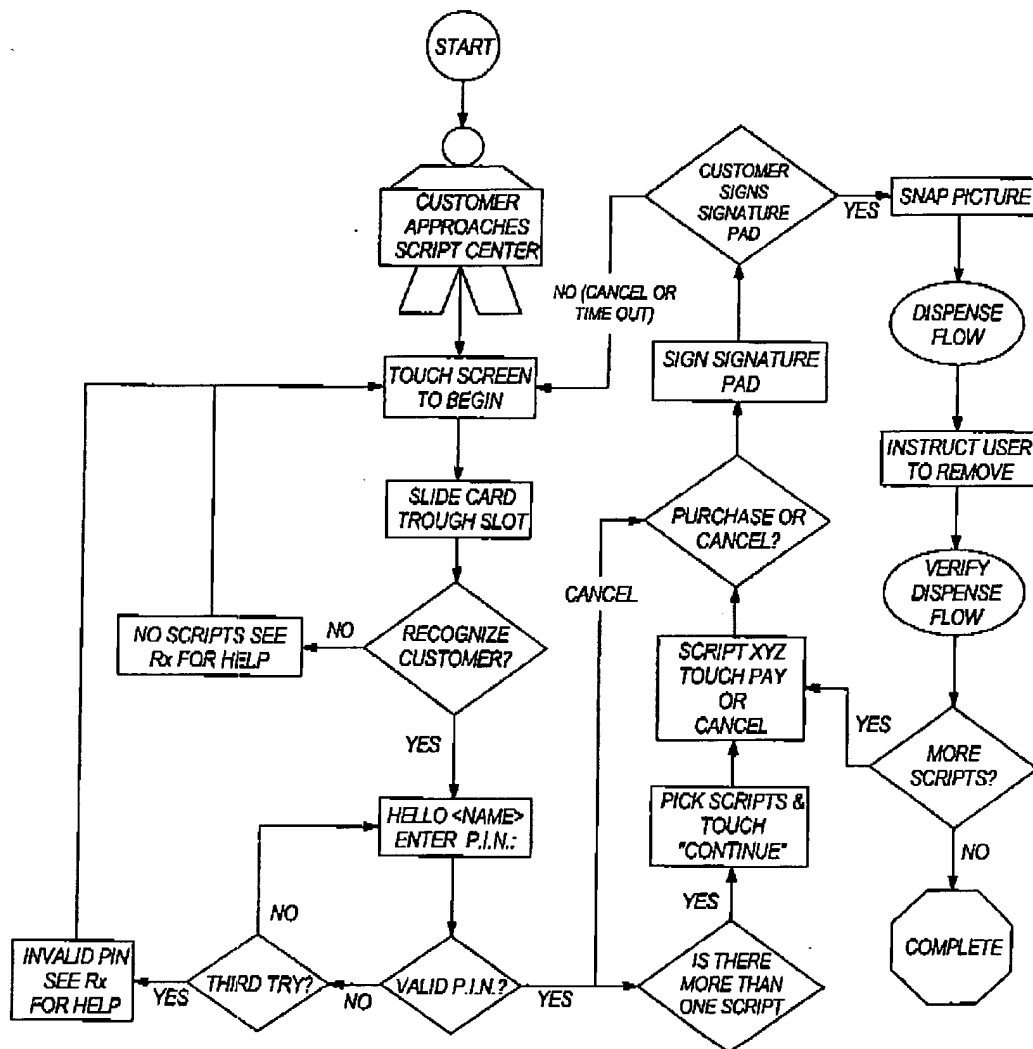 START
CUSTOMER
APPROACHES
SCRIPT CENTER
TOUCH SCREEN
TO BEGIN
SLIDE CARD
TROUGH SLOT
RECOGNIZE
CUSTOMER?
NO
NO SCRIPTS SEE
Rx FOR HELP
YES
HELLO <NAME>
ENTER P.I.N.:
VALID P.I.N.?
NO
THIRD TRY?
NO
YES
INVALID PIN
SEE Rx
FOR HELP
YES
CANCEL
IS THERE
MORE THAN
ONE SCRIPT
YES
PICK SCRIPTS &
TOUCH
"CONTINUE"
SCRIPT XYZ
TOUCH PAY
OR
CANCEL
PURCHASE OR
CANCEL?
SIGN SIGNATURE
PAD
CUSTOMER
SIGNS
SIGNATURE
PAD
NO (CANCEL OR
TIME OUT)
YES
SNAP PICTURE
DISPENSE
FLOW
INSTRUCT USER
TO REMOVE
VERIFY
DISPENSE
FLOW
MORE
SCRIPTS?
YES
NO
COMPLETE